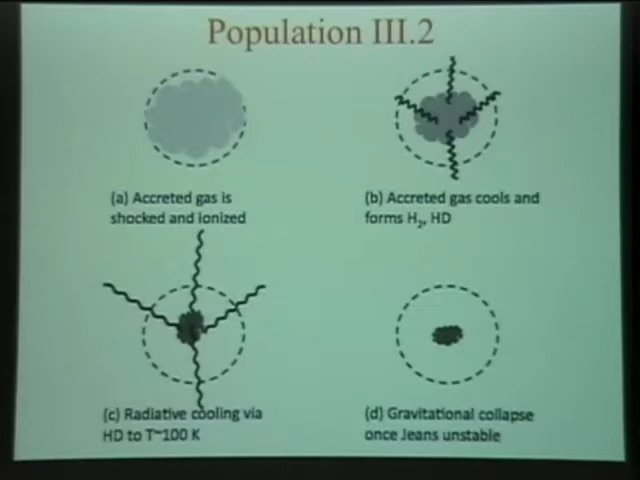 Population III.2
(a) Accreted gas is
shocked and ionized
(b) Accreted gas cools and
forms H₂, HD
(c) Radiative cooling via
HD to T~100 K
(d) Gravitational collapse
once Jeans unstable